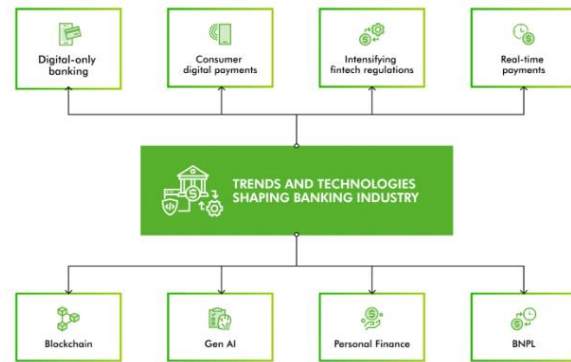 Digital-only
banking
Consumer
digital payments
Intensifying
fintech regulations
Real-time
payments
TRENDS AND TECHNOLOGIES
SHAPING BANKING INDUSTRY
Blockchain
Gen AI
Personal Finance
BNPL